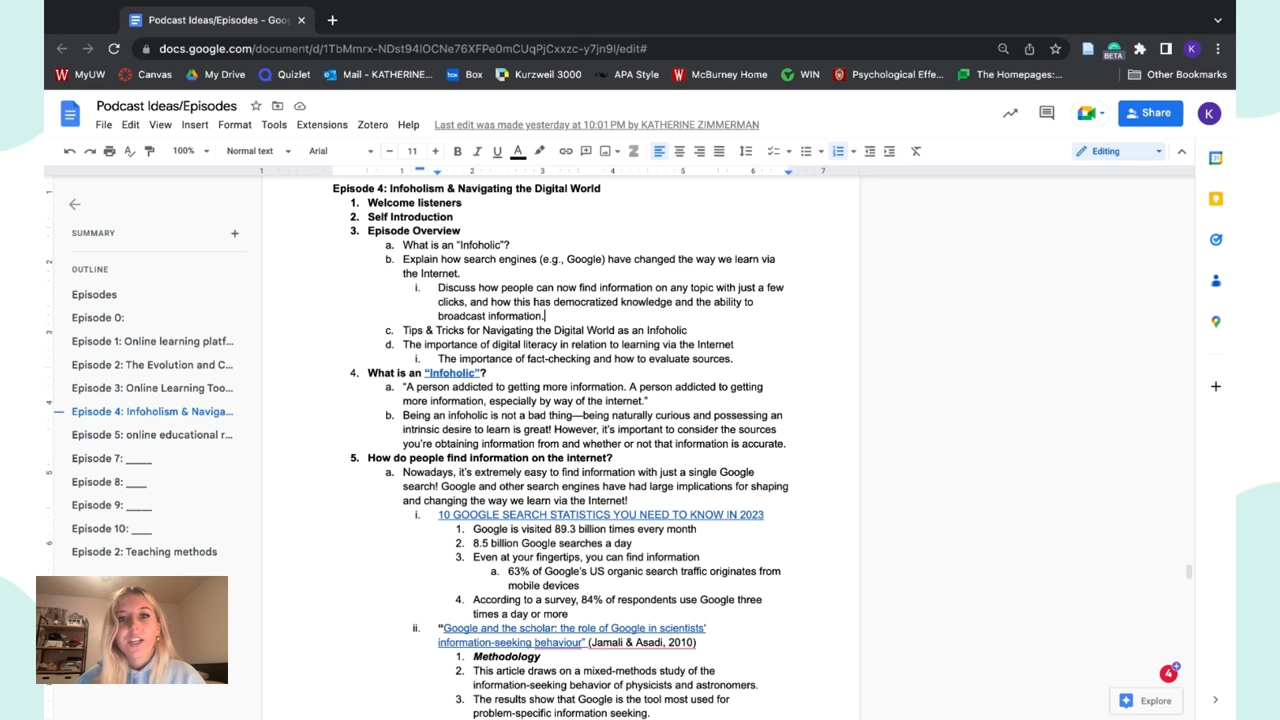 Podcast Ideas/Episodes - Goo
docs.google.com/document/d/1TbMmrx-NDst94IOCNe76XFPe0mCUqPjCxxzc-y7jn9I/edit#
BETA
K
MyUW
Canvas
My Drive
Quizlet
Mail - KATHERINE...
Box
Kurzweil 3000
APA Style
McBurney Home
WIN
Psychological Effe...
The Homepages:...
Other Bookmarks
Podcast Ideas/Episodes
File Edit View Insert Format Tools Extensions Zotero Help Last edit was made yesterday at 10:01 PM by KATHERINE ZIMMERMAN
Share
K
100% Normal text Arial 11 Editing
1 1 2 3 4 5 6 7
SUMMARY
OUTLINE
Episodes
Episode 0:
Episode 1: Online learning platf...
Episode 2: The Evolution and C...
Episode 3: Online Learning Too...
Episode 4: Infoholism & Naviga...
Episode 5: online educational r...
Episode 7: _____
Episode 8: ____
Episode 9: _____
Episode 10: ____
Episode 2: Teaching methods
Episode 4: Infoholism & Navigating the Digital World
1. Welcome listeners
2. Self Introduction
3. Episode Overview
a. What is an “Infoholic”?
b. Explain how search engines (e.g., Google) have changed the way we learn via
the Internet.
i. Discuss how people can now find information on any topic with just a few
clicks, and how this has democratized knowledge and the ability to
broadcast information.
c. Tips & Tricks for Navigating the Digital World as an Infoholic
d. The importance of digital literacy in relation to learning via the Internet
i. The importance of fact-checking and how to evaluate sources.
4. What is an “Infoholic”?
a. “A person addicted to getting more information. A person addicted to getting
more information, especially by way of the internet.”
b. Being an infoholic is not a bad thing—being naturally curious and possessing an
intrinsic desire to learn is great! However, it’s important to consider the sources
you’re obtaining information from and whether or not that information is accurate.
5. How do people find information on the internet?
a. Nowadays, it’s extremely easy to find information with just a single Google
search! Google and other search engines have had large implications for shaping
and changing the way we learn via the Internet!
i. 10 GOOGLE SEARCH STATISTICS YOU NEED TO KNOW IN 2023
1. Google is visited 89.3 billion times every month
2. 8.5 billion Google searches a day
3. Even at your fingertips, you can find information
a. 63% of Google’s US organic search traffic originates from
mobile devices
4. According to a survey, 84% of respondents use Google three
times a day or more
ii. “Google and the scholar: the role of Google in scientists'
information-seeking behaviour” (Jamali & Asadi, 2010)
1. Methodology
2. This article draws on a mixed-methods study of the
information-seeking behavior of physicists and astronomers.
3. The results show that Google is the tool most used for
problem-specific information seeking.
4
Explore